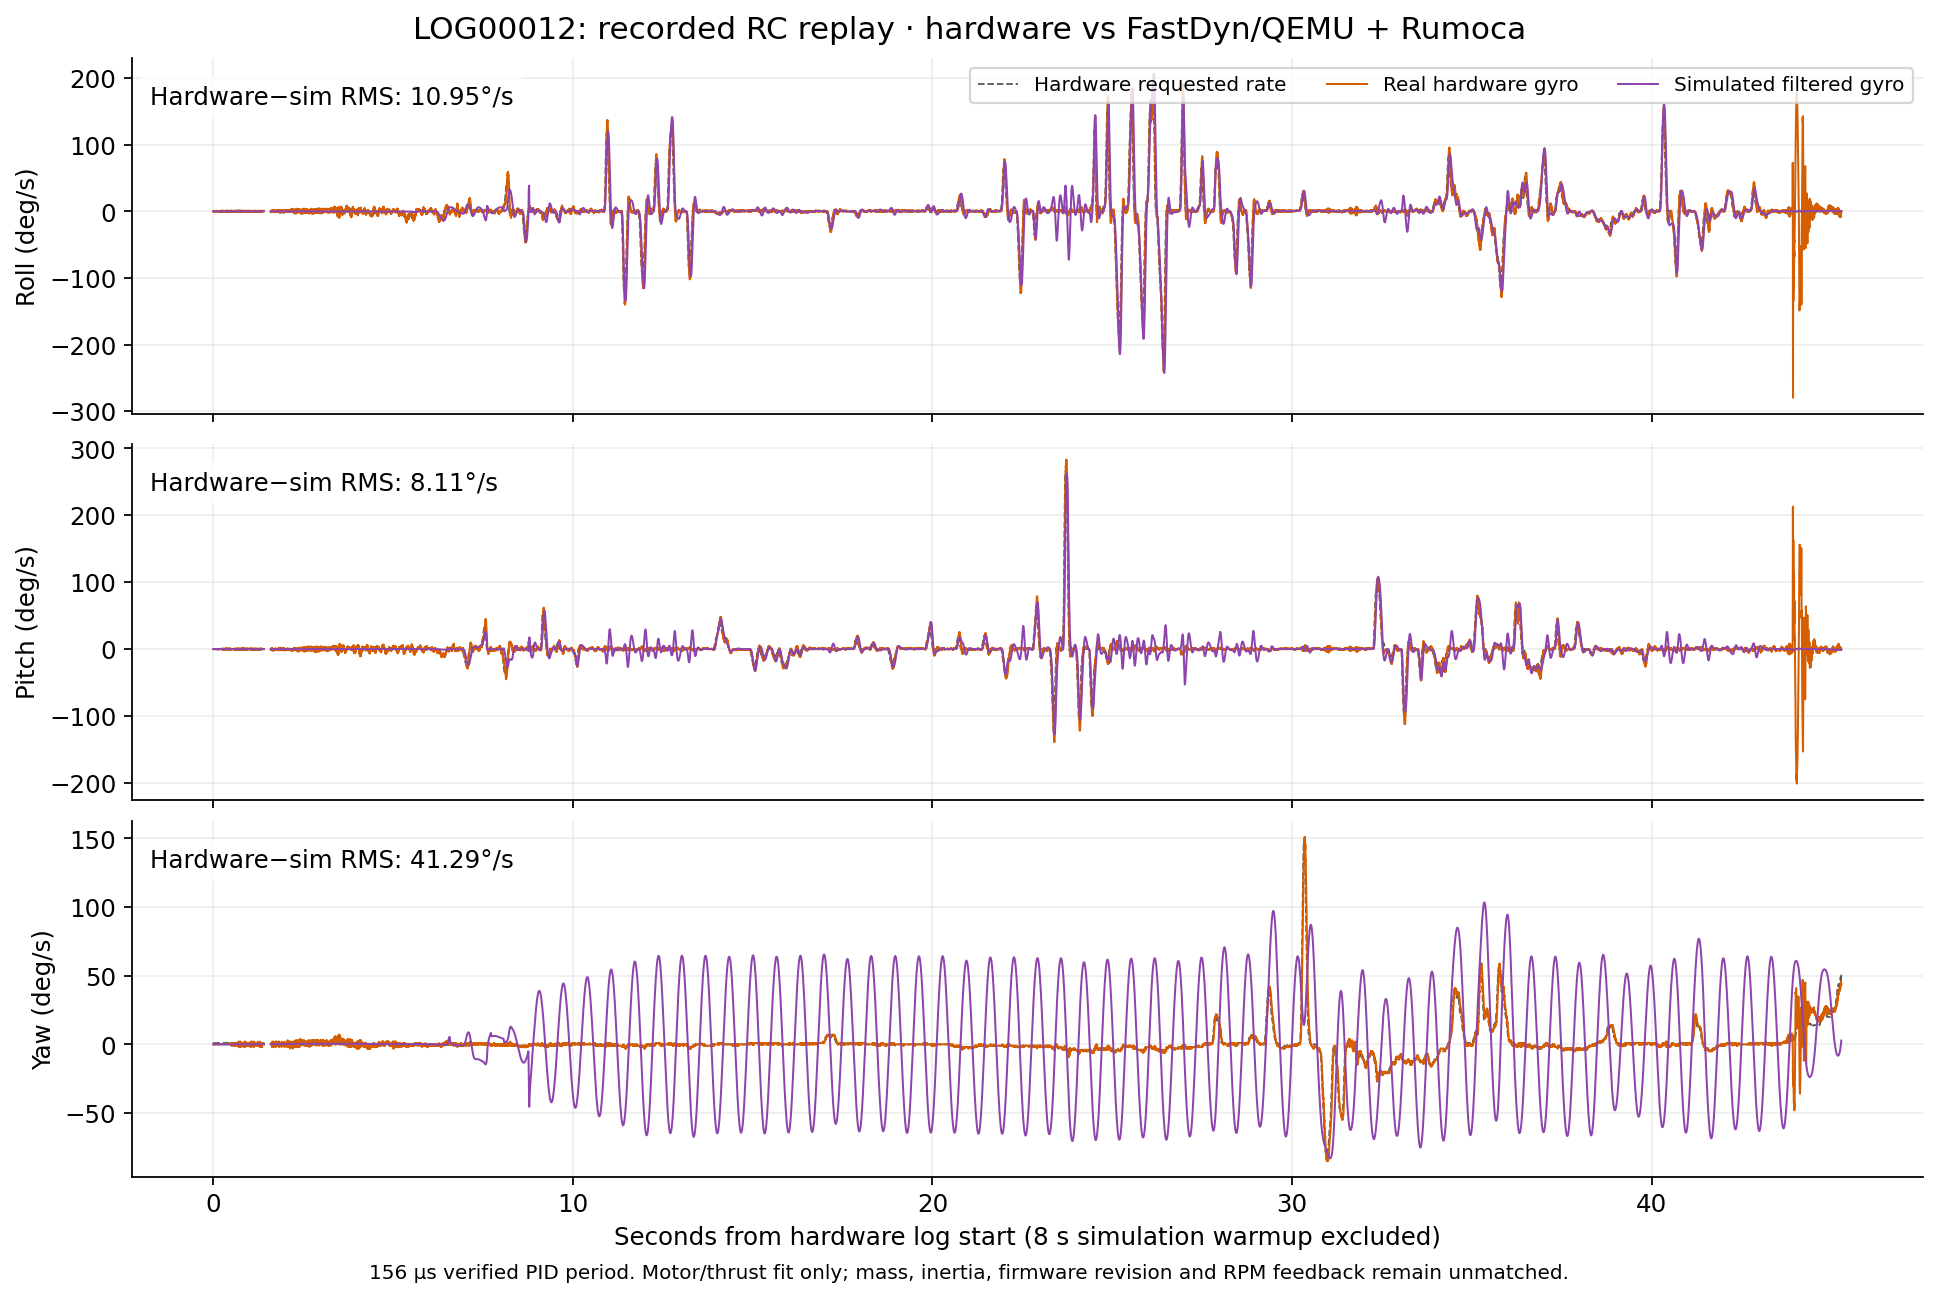 LOG00012: recorded RC replay · hardware vs FastDyn/QEMU + Rumoca
Hardware−sim RMS: 10.95°/s
Hardware requested rate
Real hardware gyro
Simulated filtered gyro
Roll (deg/s)
200
100
0
−100
−200
−300
Hardware−sim RMS: 8.11°/s
Pitch (deg/s)
300
200
100
0
−100
−200
Hardware−sim RMS: 41.29°/s
Yaw (deg/s)
150
100
50
0
−50
0 10 20 30 40
Seconds from hardware log start (8 s simulation warmup excluded)
156 µs verified PID period. Motor/thrust fit only; mass, inertia, firmware revision and RPM feedback remain unmatched.